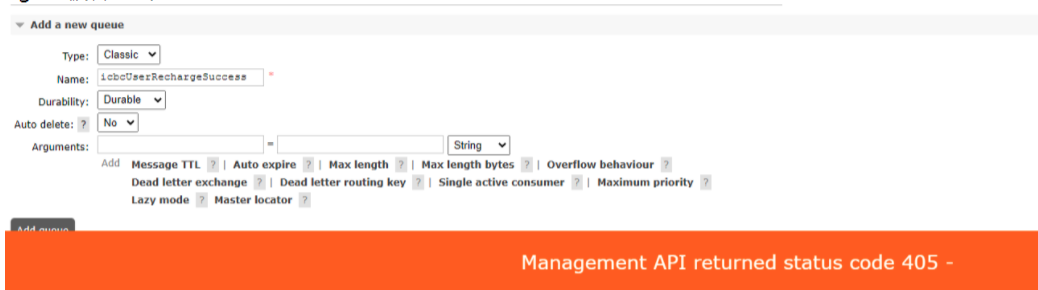 Add a new queue
Type: Classic
Name: icbcUserRechargeSuccess *
Durability: Durable
Auto delete: ? No
Arguments: = String
Add Message TTL ? | Auto expire ? | Max length ? | Max length bytes ? | Overflow behaviour ?
Dead letter exchange ? | Dead letter routing key ? | Single active consumer ? | Maximum priority ?
Lazy mode ? Master locator ?
Add queue
Management API returned status code 405 -